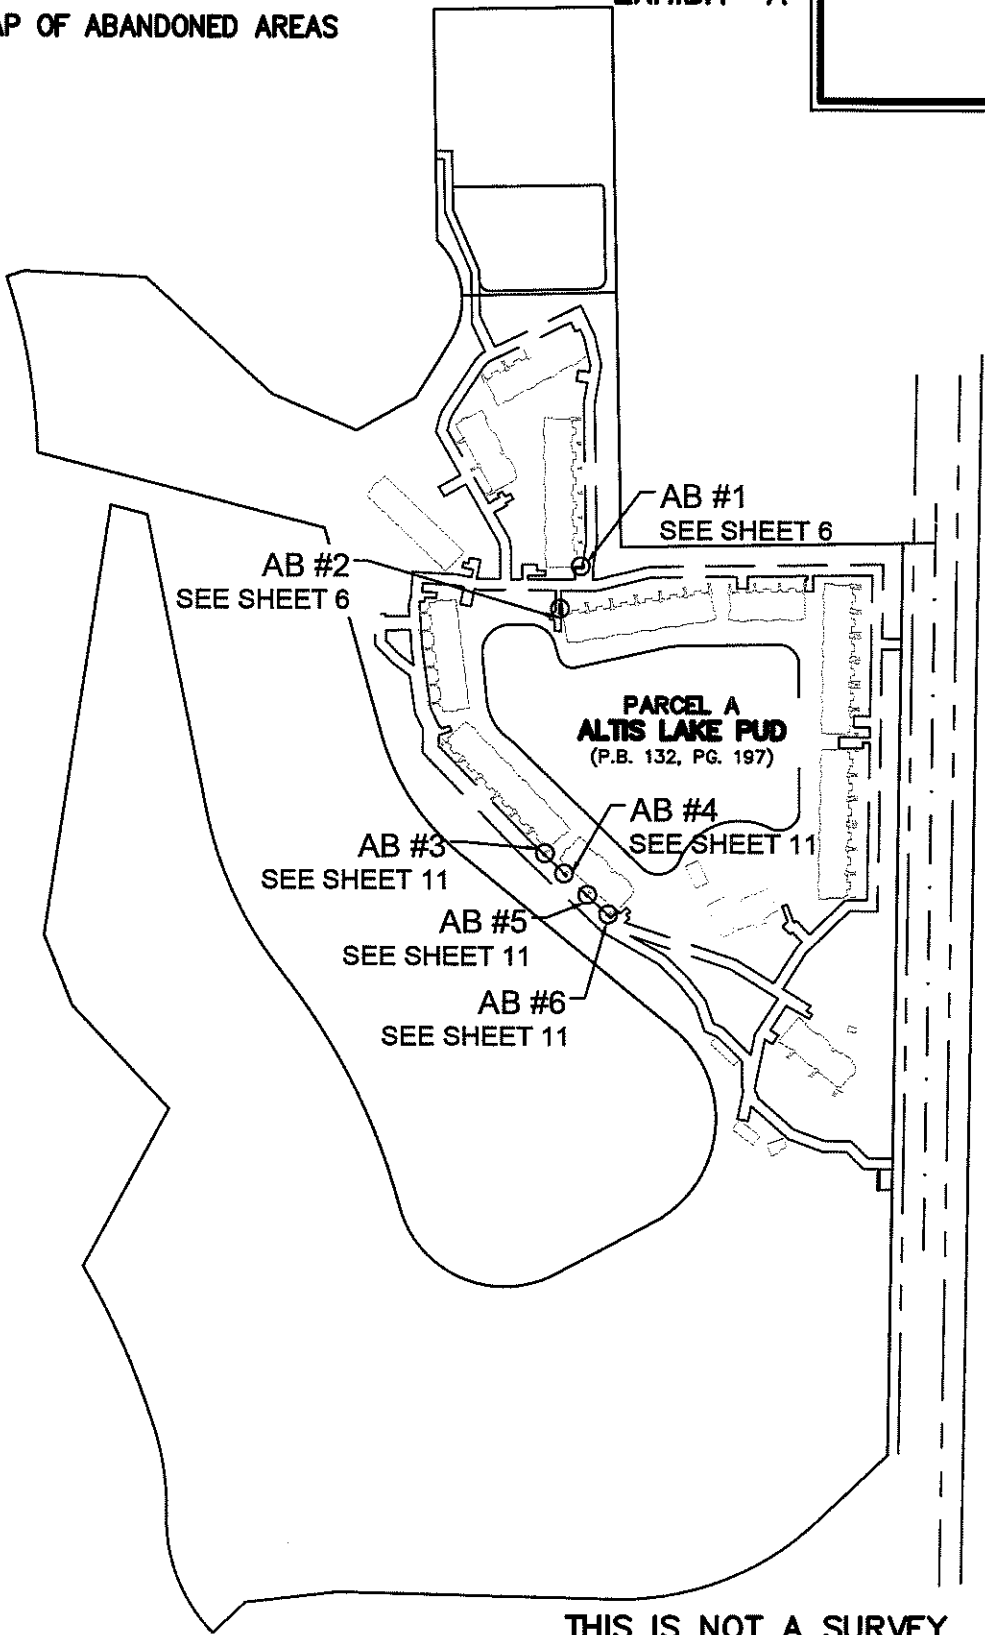 OF ABANDONED AREAS
AB #1
SEE SHEET 6
AB #2
SEE SHEET 6
PARCEL A
ALTIS LAKE PUD
(P.B. 132, PG. 197)
AB #4
SEE SHEET 11
AB #3
SEE SHEET 11
AB #5
SEE SHEET 11
AB #6
SEE SHEET 11
THIS IS NOT A SURVEY